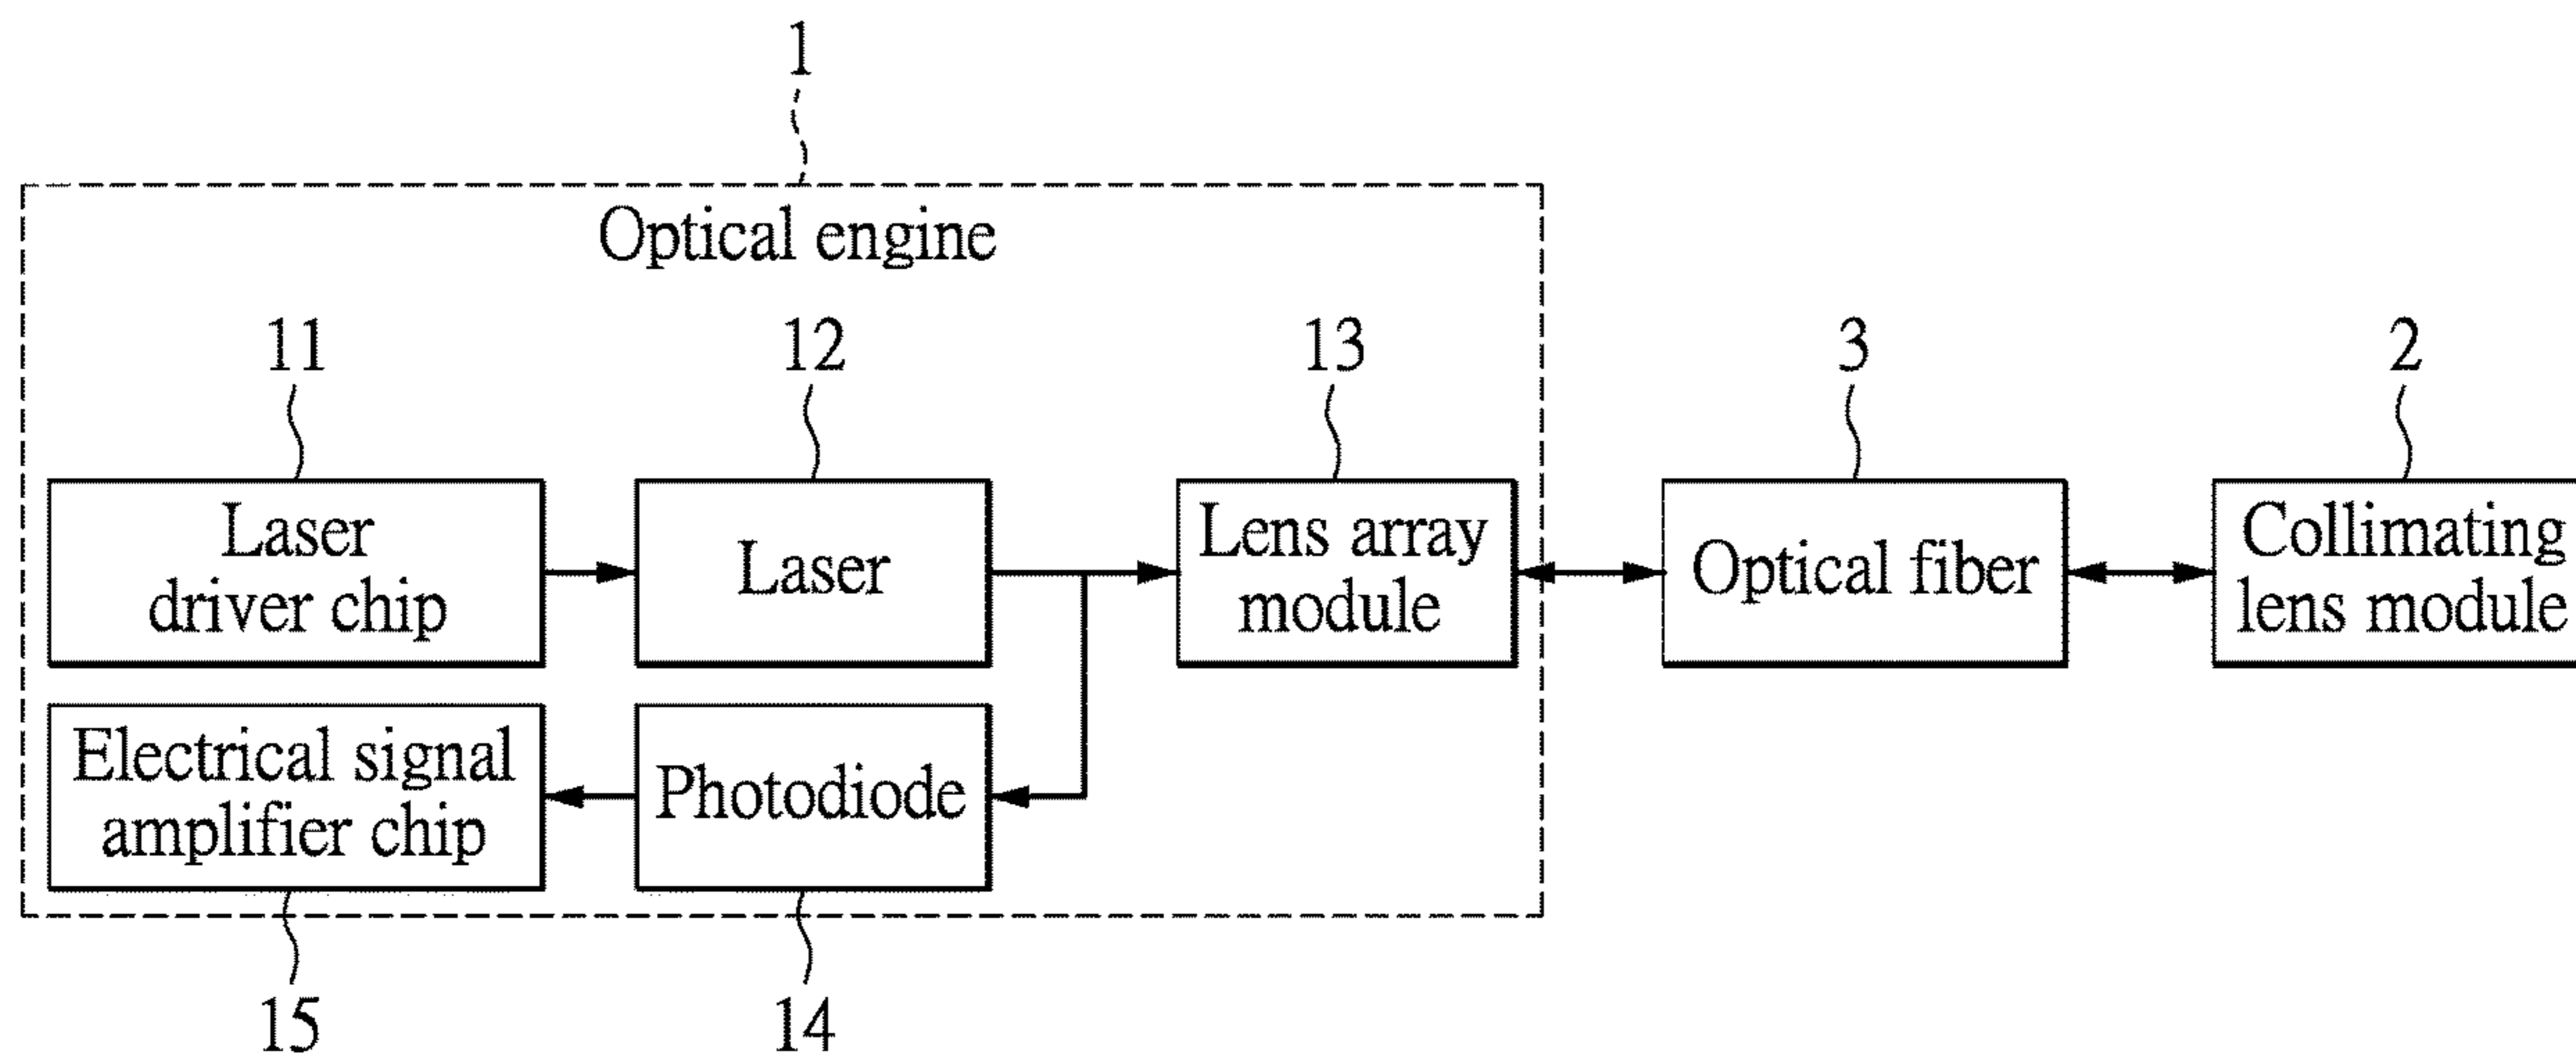 1
Optical engine
11
12
13
3
2
Laser
driver chip
Laser
Lens array
module
Optical fiber
Collimating
lens module
Electrical signal
amplifier chip
Photodiode
15
14